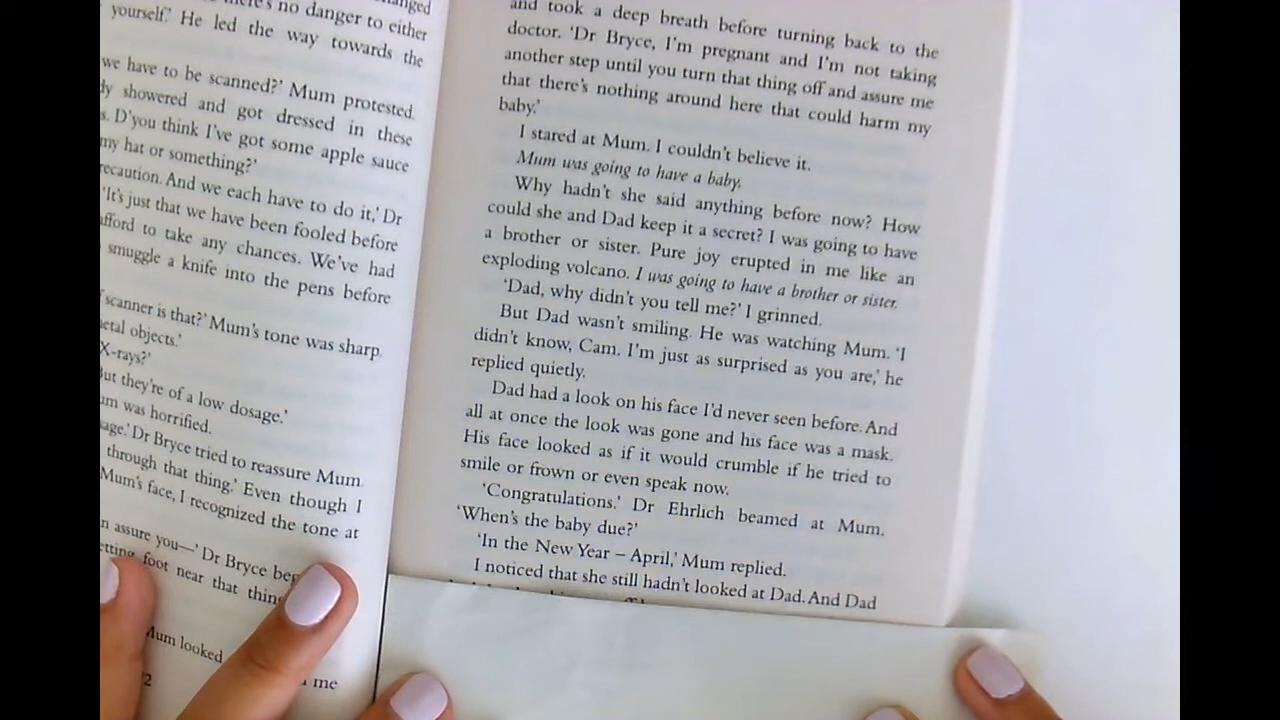 there's no danger to either
yourself.' He led the way towards the
we have to be scanned?' Mum protested.
showered and got dressed in these
D'you think I've got some apple sauce
my hat or something?'
And we each have to do it,' Dr
'It's just that we have been fooled before
afford to take any chances. We've had
smuggle a knife into the pens before
scanner is that?' Mum's tone was sharp.
metal objects.'
X-rays?'
But they're of a low dosage.'
was horrified.
Dr Bryce tried to reassure Mum.
through that thing.' Even though I
Mum's face, I recognized the tone at
assure you—' Dr Bryce
foot near that
Mum looked
me
and took a deep breath before turning back to the
doctor. 'Dr Bryce, I'm pregnant and I'm not taking
another step until you turn that thing off and assure me
that there's nothing around here that could harm my
baby.'
I stared at Mum. I couldn't believe it.
Mum was going to have a baby.
Why hadn't she said anything before now? How
could she and Dad keep it a secret? I was going to have
a brother or sister. Pure joy erupted in me like an
exploding volcano. I was going to have a brother or sister.
'Dad, why didn't you tell me?' I grinned.
But Dad wasn't smiling. He was watching Mum. 'I
didn't know, Cam. I'm just as surprised as you are,' he
replied quietly.
Dad had a look on his face I'd never seen before. And
all at once the look was gone and his face was a mask.
His face looked as if it would crumble if he tried to
smile or frown or even speak now.
'Congratulations.' Dr Ehrlich beamed at Mum.
'When's the baby due?'
'In the New Year – April,' Mum replied.
I noticed that she still hadn't looked at Dad. And Dad